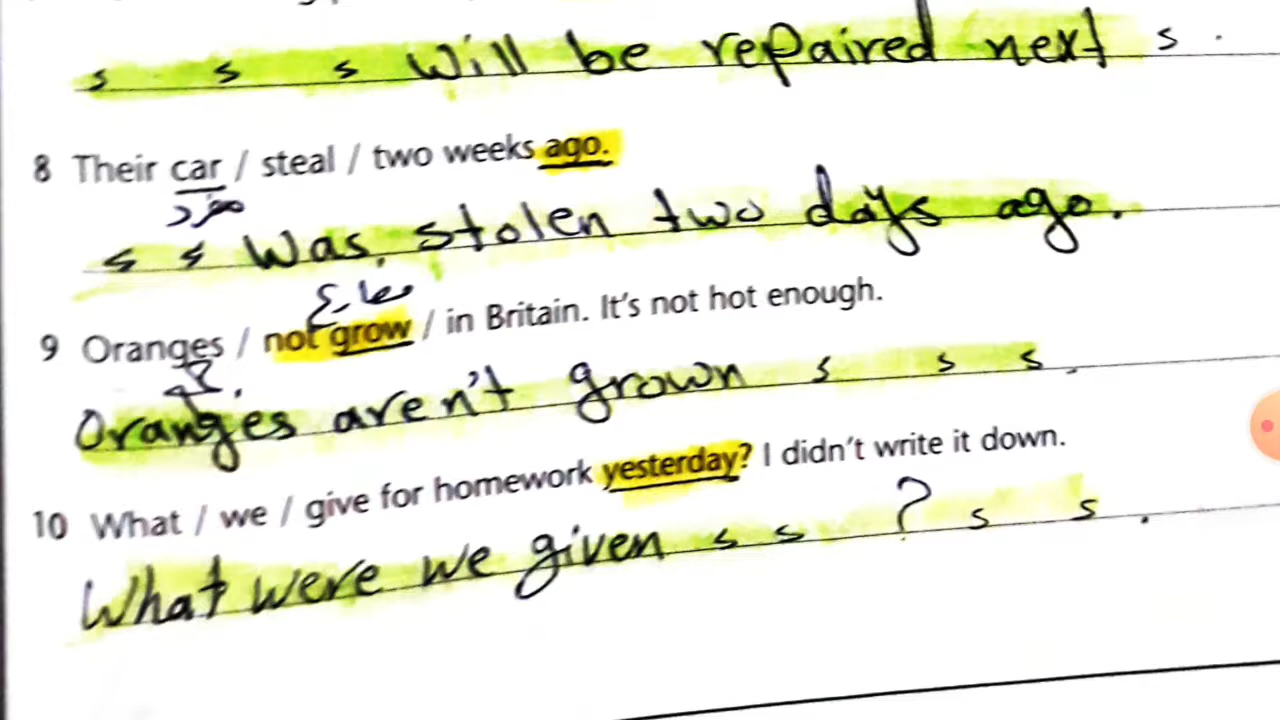 s s s Will be repaired next s .
8 Their car / steal / two weeks ago.
مفرد
s s Was stolen two days ago.
مضارع
9 Oranges / not grow / in Britain. It's not hot enough.
Oranges aren't grown s s s .
10 What / we / give for homework yesterday? I didn't write it down.
What were we given s s ? s s .